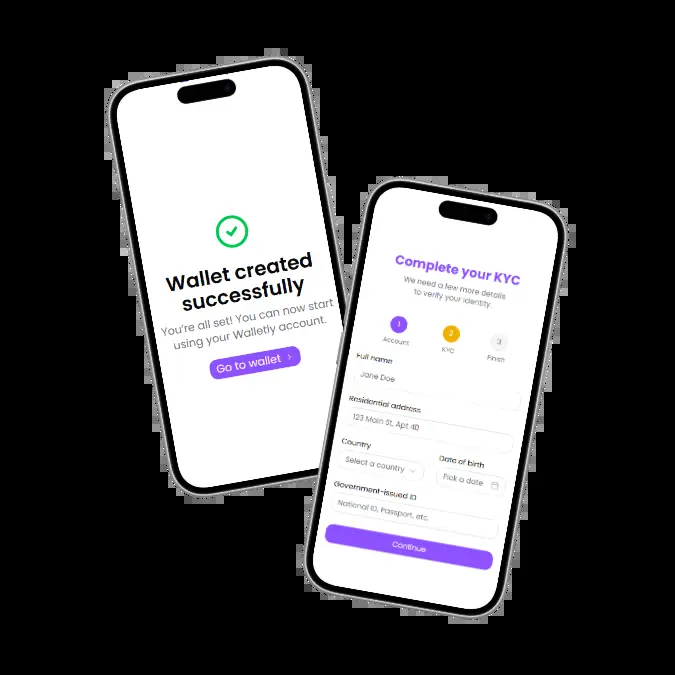 Wallet created
successfully
You're all set! You can now start
using your Walletly account.
Go to wallet
Complete your KYC
We need a few more details
to verify your identity.
1
2
3
Account
KYC
Finish
Full name
Jane Doe
Residential address
123 Main St, Apt 4B
Country
Date of birth
Select a country
Pick a date
Government-issued ID
National ID, Passport, etc.
Continue